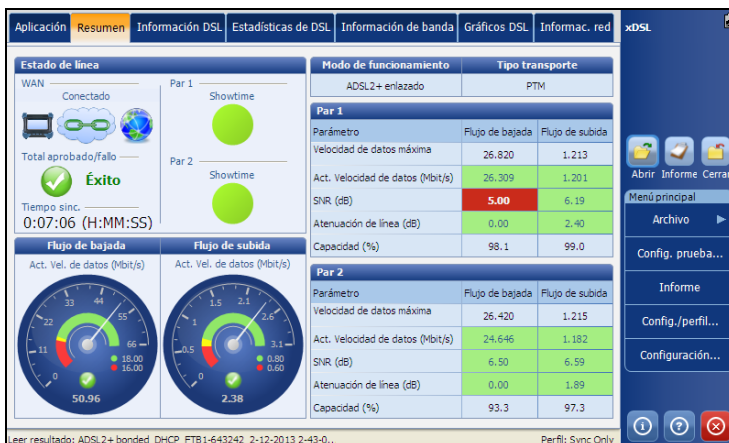 Aplicación Resumen Información DSL Estadísticas de DSL Información de banda Gráficos DSL Informac. red
xDSL
Estado de línea
WAN
Conectado
Par 1
Showtime
Total aprobado/fallo
Éxito
Par 2
Showtime
Tiempo sinc.
0:07:06 (H:MM:SS)
Flujo de bajada Flujo de subida
Act. Vel. de datos (Mbit/s) Act. Vel. de datos (Mbit/s)
0 11 22 33 44 55 66
18.00
16.00
50.96
0 0.5 1 1.5 2.1 2.6 3.1
0.80
0.60
2.38
Modo de funcionamiento Tipo transporte
ADSL2+ enlazado PTM
Par 1
Parámetro Flujo de bajada Flujo de subida
Velocidad de datos máxima 26.820 1.213
Act. Velocidad de datos (Mbit/s) 26.309 1.201
SNR (dB) 5.00 6.19
Atenuación de línea (dB) 0.00 2.40
Capacidad (%) 98.1 99.0
Par 2
Parámetro Flujo de bajada Flujo de subida
Velocidad de datos máxima 26.420 1.215
Act. Velocidad de datos (Mbit/s) 24.646 1.182
SNR (dB) 6.50 6.59
Atenuación de línea (dB) 0.00 1.89
Capacidad (%) 93.3 97.3
Leer resultado: ADSL2+ bonded_DHCP_FTB1-643242_2-12-2013 2-43-0..
Perfil: Sync Only
Abrir Informe Cerrar
Menú principal
Archivo
Config. prueba...
Informe
Config./perfil...
Configuración...